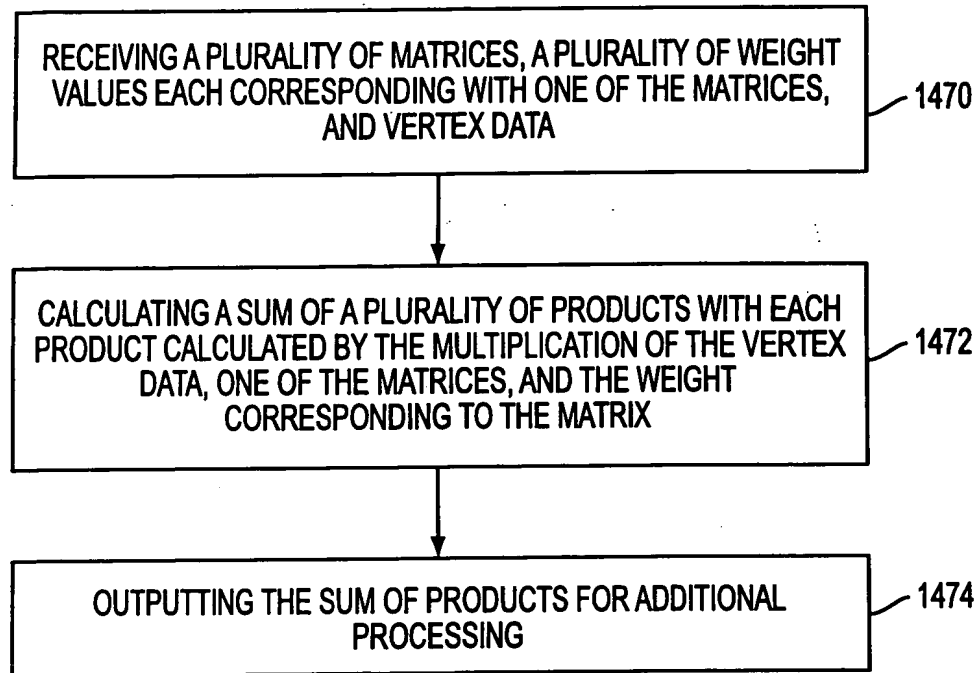 RECEIVING A PLURALITY OF MATRICES, A PLURALITY OF WEIGHT
VALUES EACH CORRESPONDING WITH ONE OF THE MATRICES,
AND VERTEX DATA
1470
CALCULATING A SUM OF A PLURALITY OF PRODUCTS WITH EACH
PRODUCT CALCULATED BY THE MULTIPLICATION OF THE VERTEX
DATA, ONE OF THE MATRICES, AND THE WEIGHT
CORRESPONDING TO THE MATRIX
1472
OUTPUTTING THE SUM OF PRODUCTS FOR ADDITIONAL
PROCESSING
1474